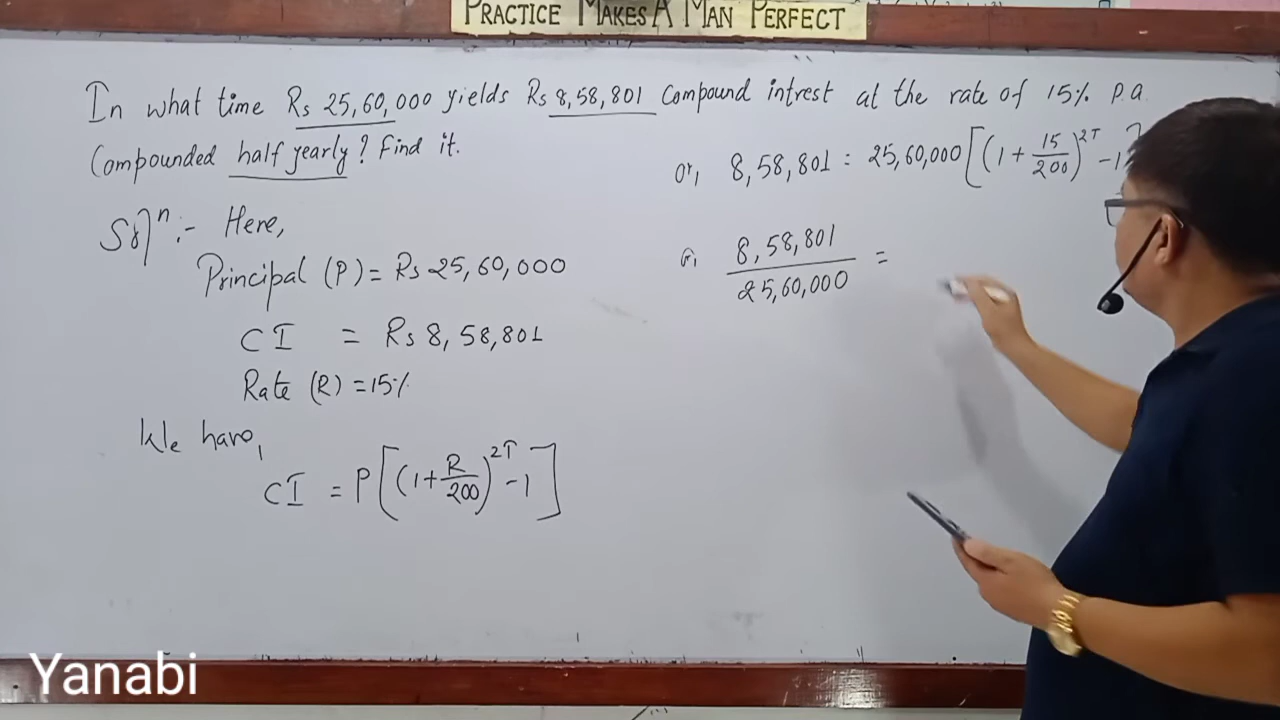 PRACTICE MAKES A MAN PERFECT
In what time Rs 25,60,000 yields Rs 8,58,801 Compound intrest at the rate of 15% p.a
Compounded half yearly? Find it.
Solⁿ:- Here,
Principal (P) = Rs 25,60,000
CI = Rs 8,58,801
Rate (R) = 15%
We have,
CI = P[(1+R/200)^2T -1]
or, 8,58,801 = 25,60,000[(1+15/200)^2T -1]
or, 8,58,801/25,60,000 =
Yanabi